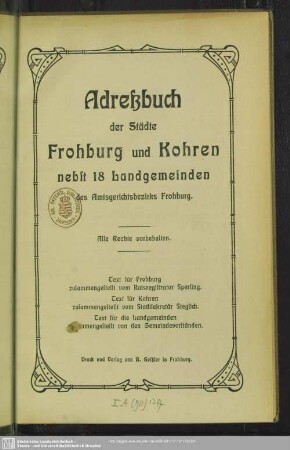 Adreßbuch
der Städte
Frohburg und Kohren
nebst 18 Landgemeinden
des Amtsgerichtsbezirks Frohburg.
Alle Rechte vorbehalten.
Text für Frohburg
zusammengestellt vom Ratsregistrator Sperling.
Text für Kohren
zusammengestellt vom Stadtsekretär Steglich.
Text für die Landgemeinden
zusammengestellt von den Gemeindevorständen.
Druck und Verlag von B. Geißler in Frohburg.